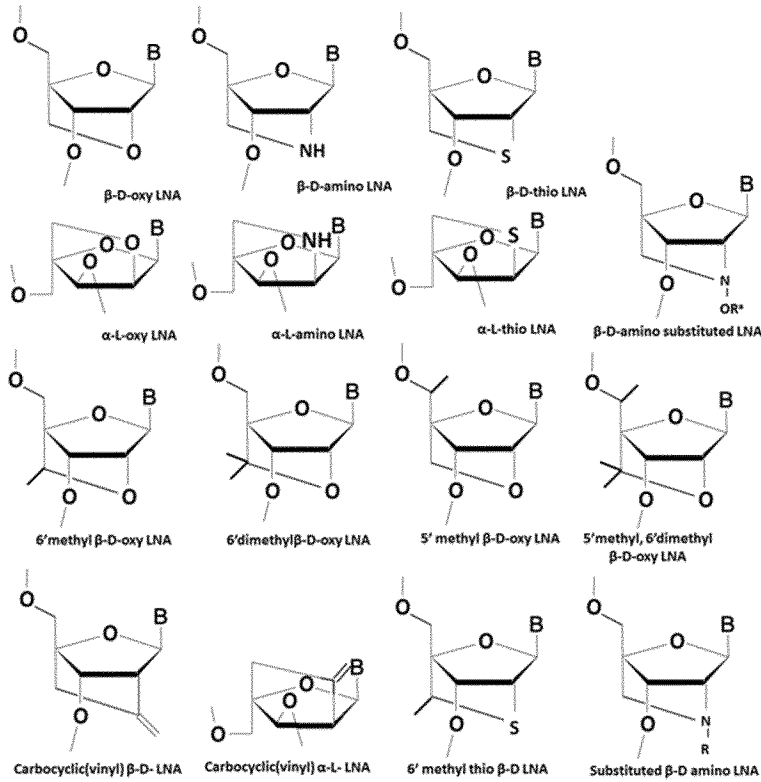 O B O B O B
O O O
O O O NH O S
β-D-oxy LNA β-D-amino LNA β-D-thio LNA
O B
O
O O O B O O NH B O O S B
O O O
O N
OR*
α-L-oxy LNA α-L-amino LNA α-L-thio LNA β-D-amino substituted LNA
O B O B O B O B
O O O O
O O O O O O O O
6'methyl β-D-oxy LNA 6'dimethylβ-D-oxy LNA 5' methyl β-D-oxy LNA 5'methyl, 6'dimethyl
β-D-oxy LNA
O B O B O B
O O O
O O O B
O O S O N
R
Carbocyclic(vinyl) β-D- LNA Carbocyclic(vinyl) α-L- LNA 6' methyl thio β-D LNA Substituted β-D amino LNA